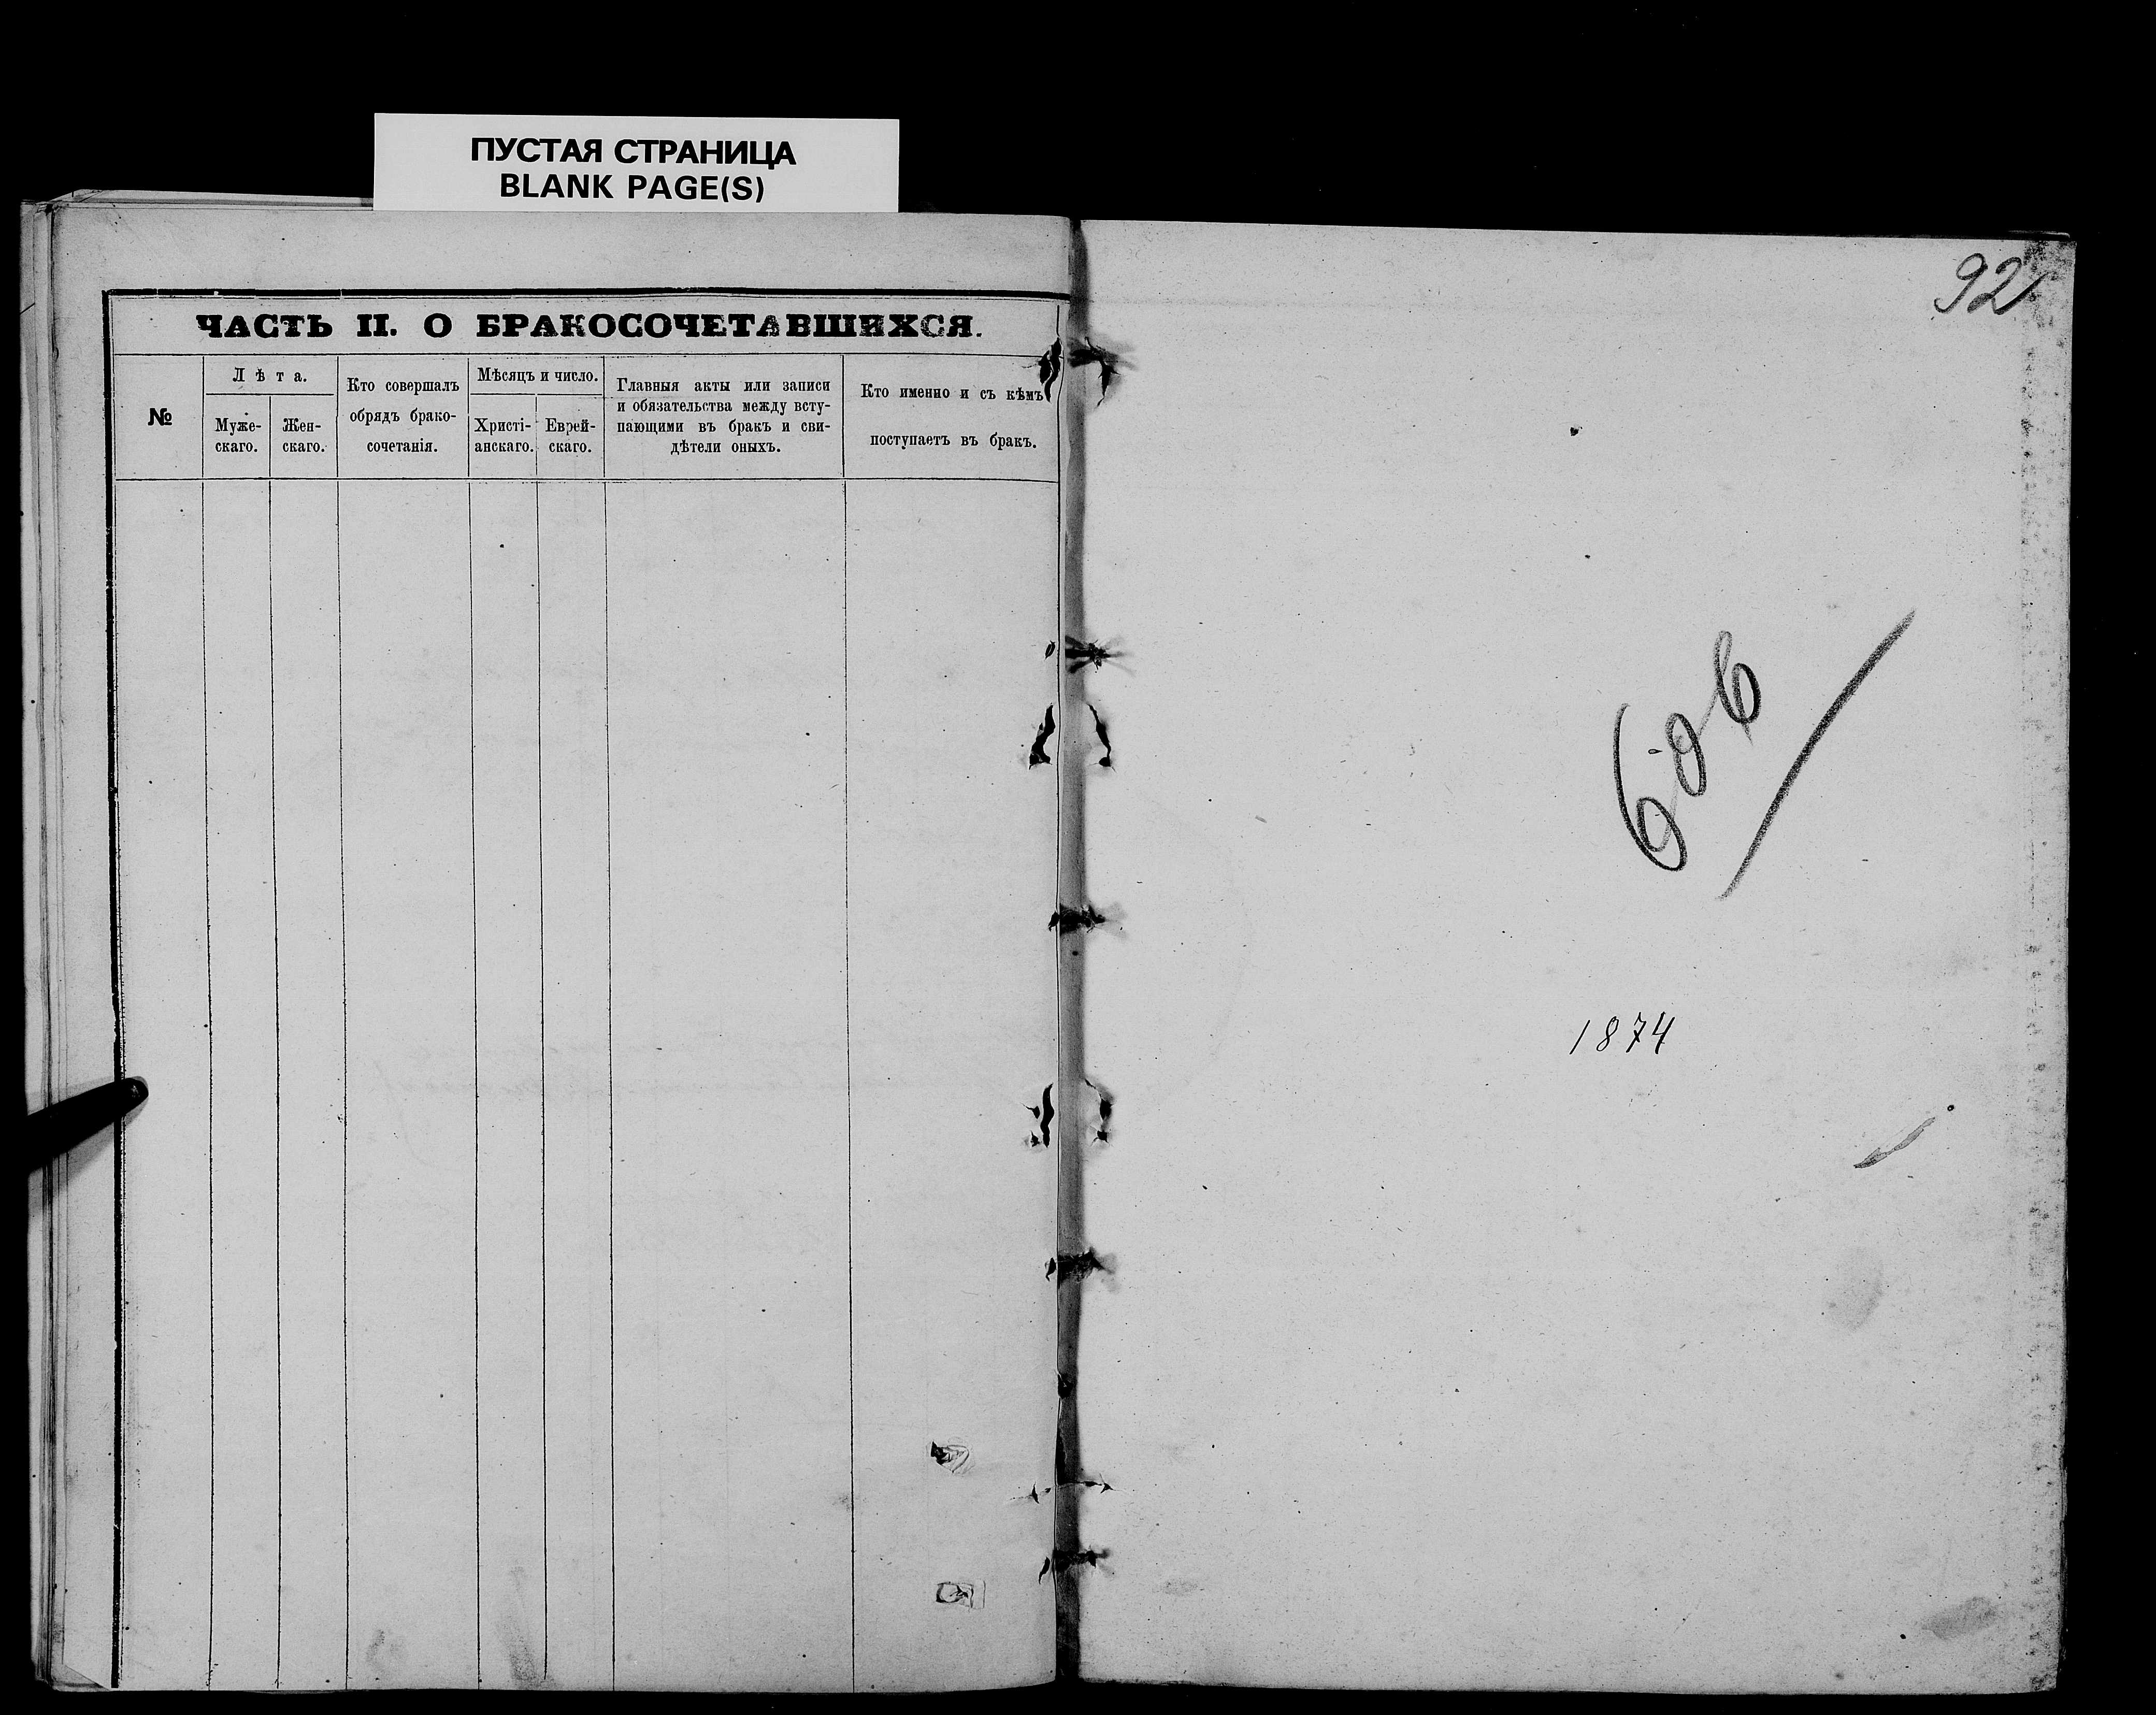 ПУСТАЯ СТРАНИЦА
BLANK PAGE(S)
ЧАСТЬ II. О БРАКОСОЧЕТАВШИХСЯ.
№
Лѣта.
Муже-
скаго.
Жен-
скаго.
Кто совершалъ
обрядъ брако-
сочетанія.
Мѣсяцъ и число.
Христі-
анскаго.
Еврей-
скаго.
Главныя акты или записи
и обязательства между всту-
пающими въ бракъ и сви-
дѣтели оныхъ.
Кто именно и съ кѣмъ
поступаетъ въ бракъ.
92
1874